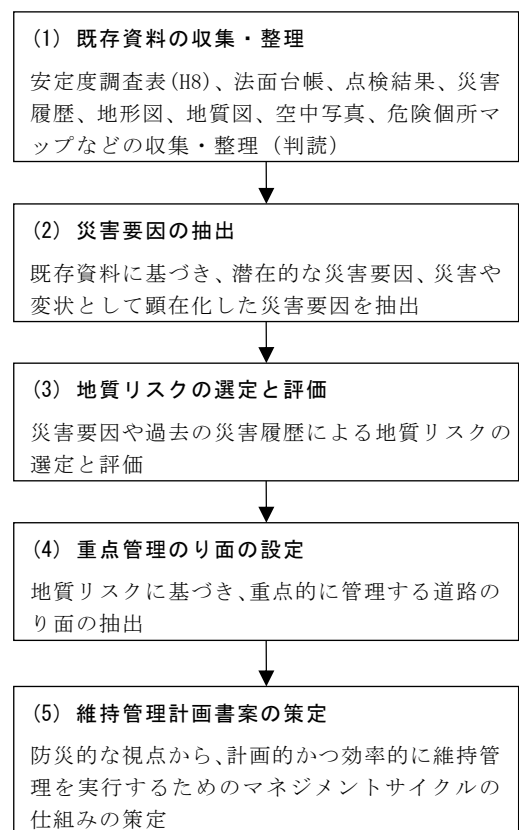 (1) 既存資料の収集・整理
安定度調査表(H8)、法面台帳、点検結果、災害
履歴、地形図、地質図、空中写真、危険個所マ
ップなどの収集・整理（判読）
(2) 災害要因の抽出
既存資料に基づき、潜在的な災害要因、災害や
変状として顕在化した災害要因を抽出
(3) 地質リスクの選定と評価
災害要因や過去の災害履歴による地質リスクの
選定と評価
(4) 重点管理のり面の設定
地質リスクに基づき、重点的に管理する道路の
り面の抽出
(5) 維持管理計画書案の策定
防災的な視点から、計画的かつ効率的に維持管
理を実行するためのマネジメントサイクルの
仕組みの策定